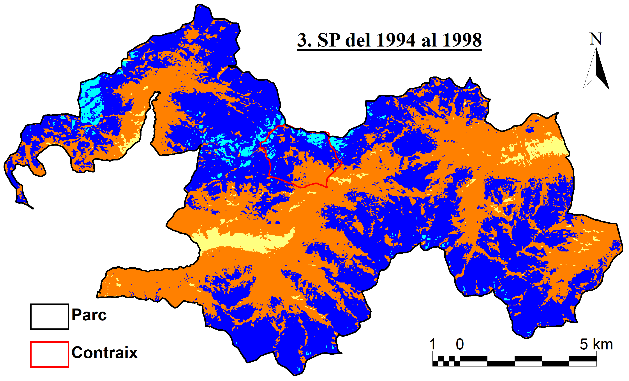 3. SP del 1994 al 1998
N
Parc
Contraix
1 0 5 km